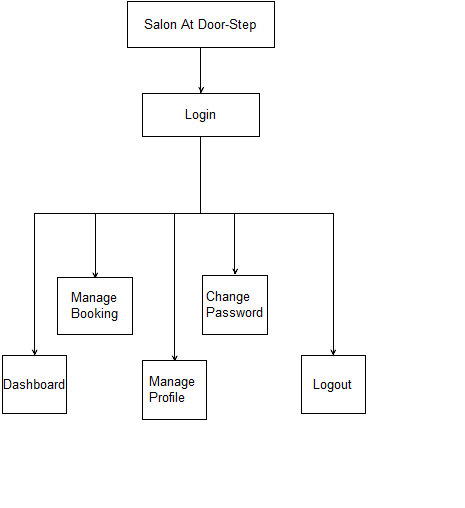 Salon At Door-Step
Login
Manage
Booking
Change
Password
Dashboard
Manage
Profile
Logout